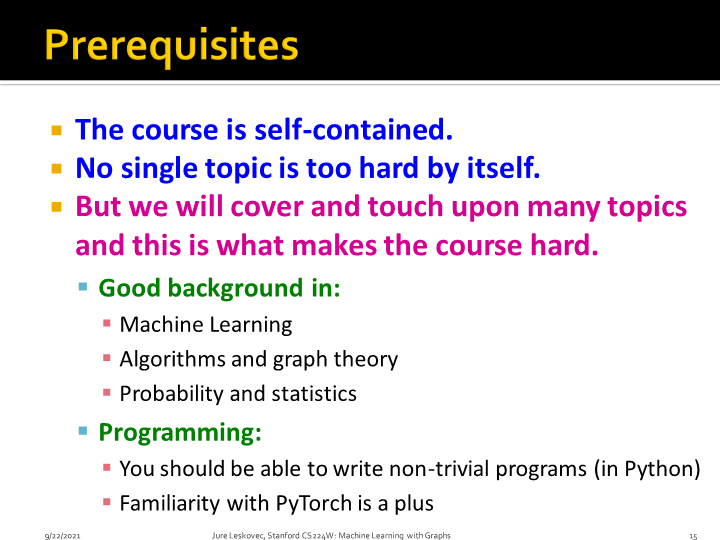 Prerequisites
The course is self-contained.
No single topic is too hard by itself.
But we will cover and touch upon many topics
and this is what makes the course hard.
Good background in:
Machine Learning
Algorithms and graph theory
Probability and statistics
Programming:
You should be able to write non-trivial programs (in Python)
Familiarity with PyTorch is a plus
9/22/2021 Jure Leskovec, Stanford CS224W: Machine Learning with Graphs 15